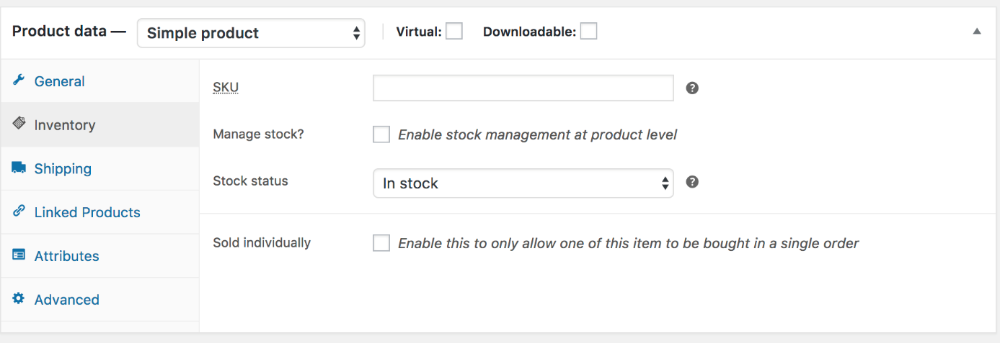 Product data — Simple product Virtual: Downloadable:
General
Inventory
Shipping
Linked Products
Attributes
Advanced
SKU ?
Manage stock? Enable stock management at product level
Stock status In stock ?
Sold individually Enable this to only allow one of this item to be bought in a single order